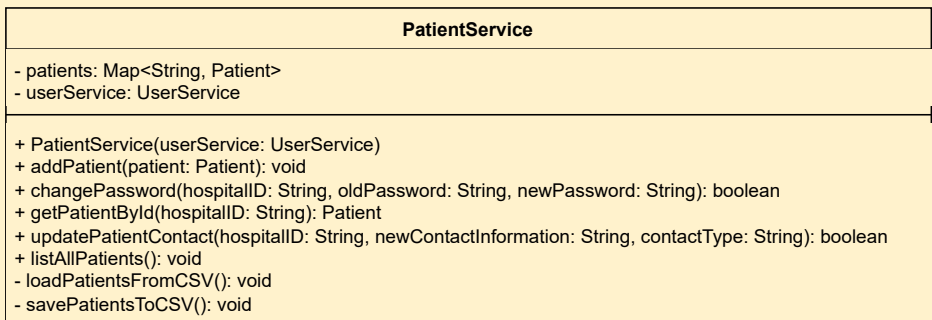 PatientService
- patients: Map<String, Patient>
- userService: UserService
+ PatientService(userService: UserService)
+ addPatient(patient: Patient): void
+ changePassword(hospitalID: String, oldPassword: String, newPassword: String): boolean
+ getPatientById(hospitalID: String): Patient
+ updatePatientContact(hospitalID: String, newContactInformation: String, contactType: String): boolean
+ listAllPatients(): void
- loadPatientsFromCSV(): void
- savePatientsToCSV(): void